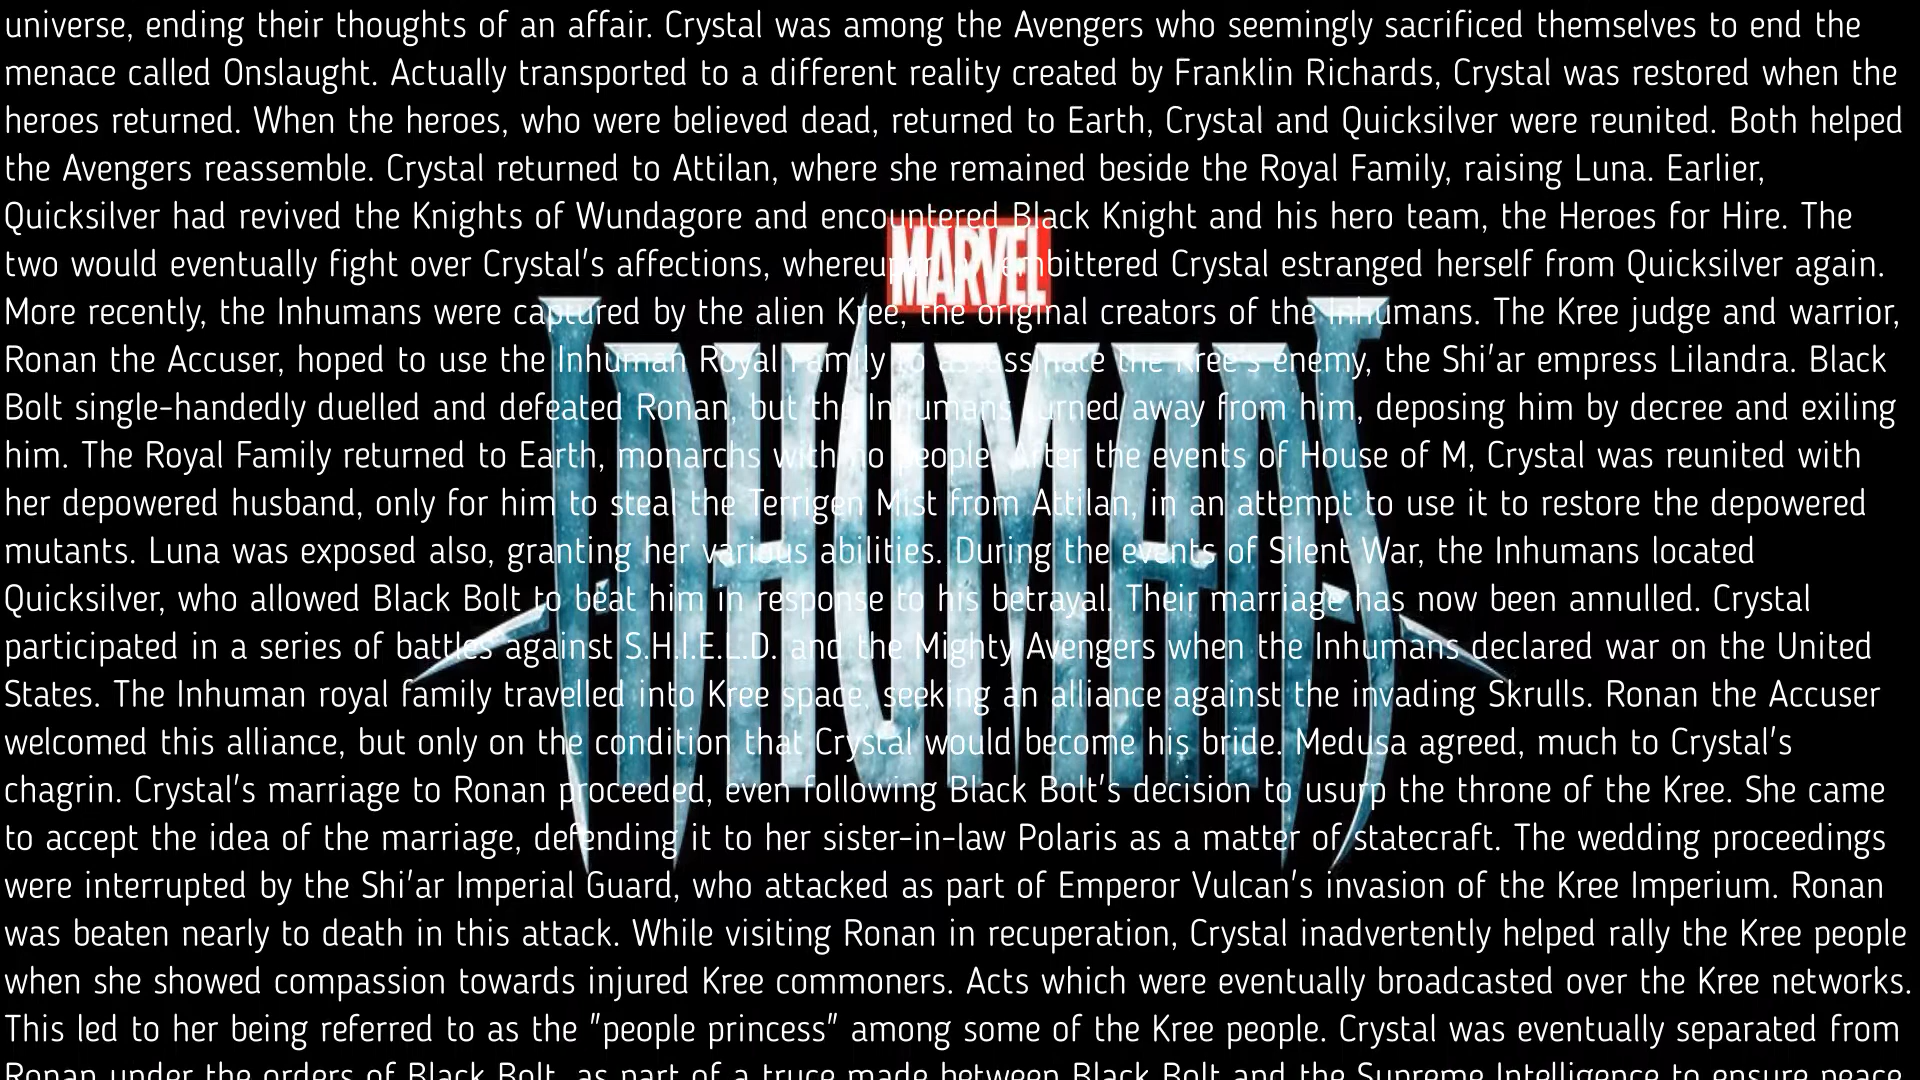 universe, ending their thoughts of an affair. Crystal was among the Avengers who seemingly sacrificed themselves to end the
menace called Onslaught. Actually transported to a different reality created by Franklin Richards, Crystal was restored when the
heroes returned. When the heroes, who were believed dead, returned to Earth, Crystal and Quicksilver were reunited. Both helped
the Avengers reassemble. Crystal returned to Attilan, where she remained beside the Royal Family, raising Luna. Earlier,
Quicksilver had revived the Knights of Wundagore and encountered Black Knight and his hero team, the Heroes for Hire. The
MARVEL
two would eventually fight over Crystal's affections, whereupon embittered Crystal estranged herself from Quicksilver again.
More recently, the Inhumans were captured by the alien Kree, the original creators of the Inhumans. The Kree judge and warrior,
Ronan the Accuser, hoped to use the Inhuman Royal Family to assassinate the Kree's enemy, the Shi'ar empress Lilandra. Black
Bolt single-handedly duelled and defeated Ronan, but the Inhumans turned away from him, deposing him by decree and exiling
him. The Royal Family returned to Earth, monarchs with no people. After the events of House of M, Crystal was reunited with
INHUMANS
her depowered husband, only for him to steal the Terrigen Mist from Attilan, in an attempt to use it to restore the depowered
mutants. Luna was exposed also, granting her various abilities. During the events of Silent War, the Inhumans located
Quicksilver, who allowed Black Bolt to beat him in response to his betrayal. Their marriage has now been annulled. Crystal
participated in a series of battles against S.H.I.E.L.D. and the Mighty Avengers when the Inhumans declared war on the United
States. The Inhuman royal family travelled into Kree space, seeking an alliance against the invading Skrulls. Ronan the Accuser
welcomed this alliance, but only on the condition that Crystal would become his bride. Medusa agreed, much to Crystal's
chagrin. Crystal's marriage to Ronan proceeded, even following Black Bolt's decision to usurp the throne of the Kree. She came
to accept the idea of the marriage, defending it to her sister-in-law Polaris as a matter of statecraft. The wedding proceedings
were interrupted by the Shi'ar Imperial Guard, who attacked as part of Emperor Vulcan's invasion of the Kree Imperium. Ronan
was beaten nearly to death in this attack. While visiting Ronan in recuperation, Crystal inadvertently helped rally the Kree people
when she showed compassion towards injured Kree commoners. Acts which were eventually broadcasted over the Kree networks.
This led to her being referred to as the "people princess" among some of the Kree people. Crystal was eventually separated from
Ronan under the orders of Black Bolt, as part of a truce made between Black Bolt and the Supreme Intelligence to ensure peace